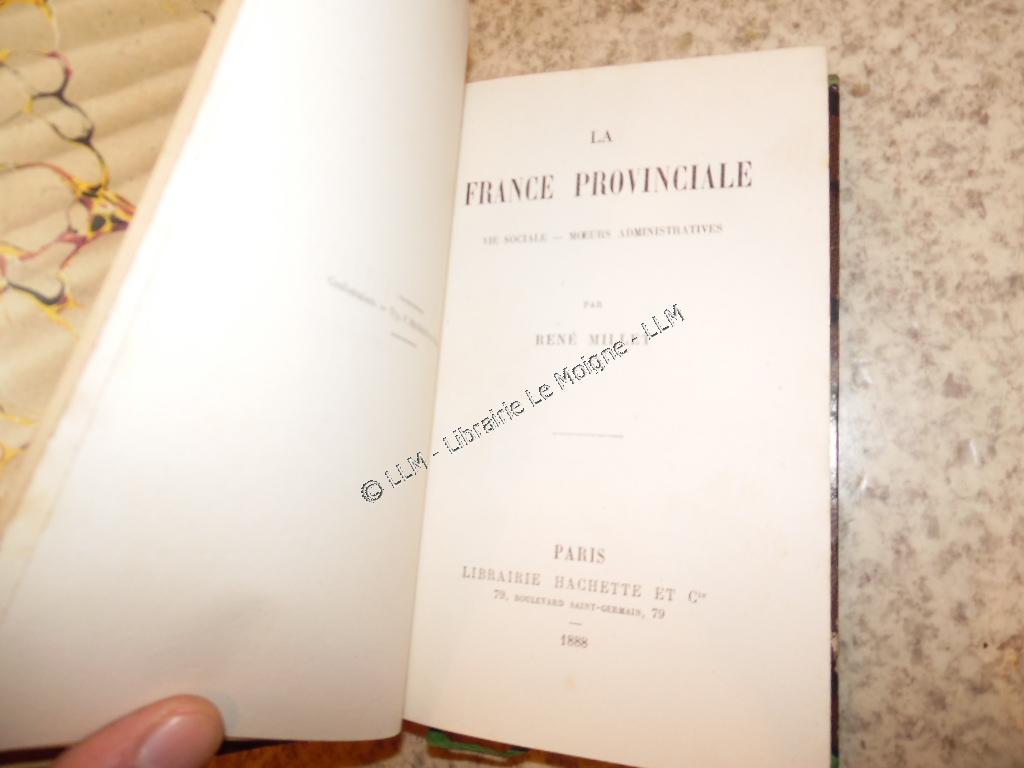 LA
FRANCE PROVINCIALE
VIE SOCIALE — MŒURS ADMINISTRATIVES
PAR
RENÉ MILLET
PARIS
LIBRAIRIE HACHETTE ET Cie
79, BOULEVARD SAINT-GERMAIN, 79
1888
© LLM - Librairie Le Moigne - LLM